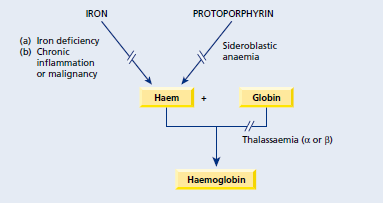 IRON PROTOPORPHYRIN
(a) Iron deficiency
(b) Chronic
inflammation
or malignancy
Sideroblastic
anaemia
Haem + Globin
Thalassaemia (α or β)
Haemoglobin